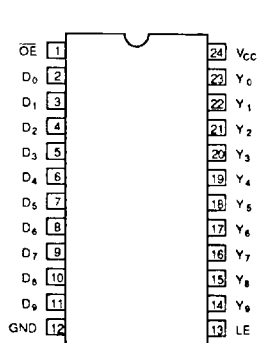 O̅E̅ 1 24 VCC
D0 2 23 Y0
D1 3 22 Y1
D2 4 21 Y2
D3 5 20 Y3
D4 6 19 Y4
D5 7 18 Y5
D6 8 17 Y6
D7 9 16 Y7
D8 10 15 Y8
D9 11 14 Y9
GND 12 13 LE